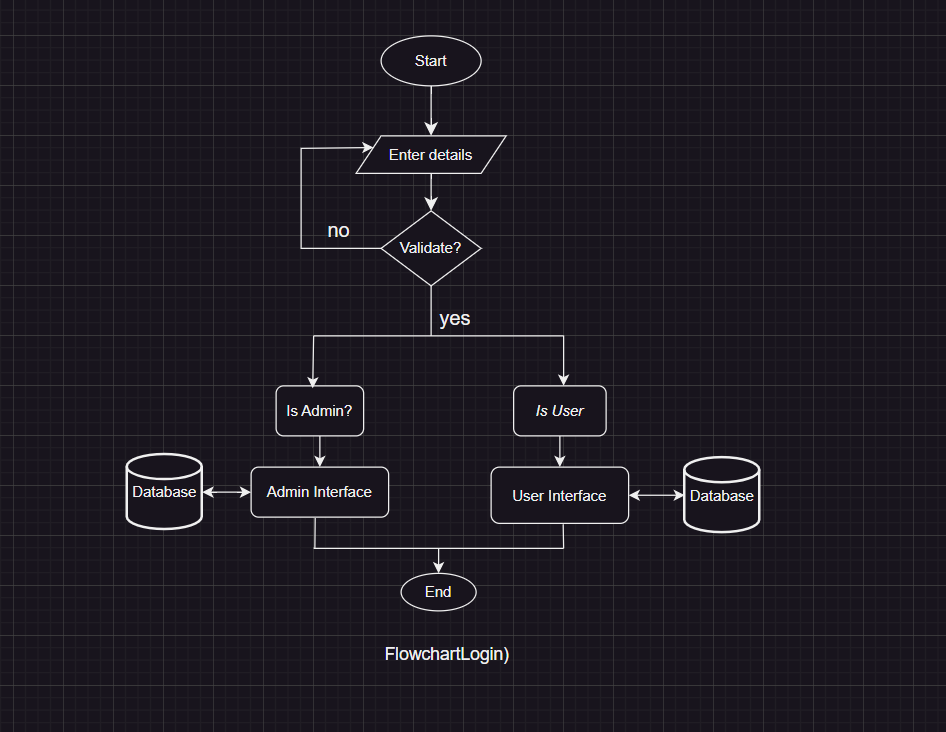 Start
Enter details
no
Validate?
yes
Is Admin?
Is User
Database
Admin Interface
User Interface
Database
End
FlowchartLogin)